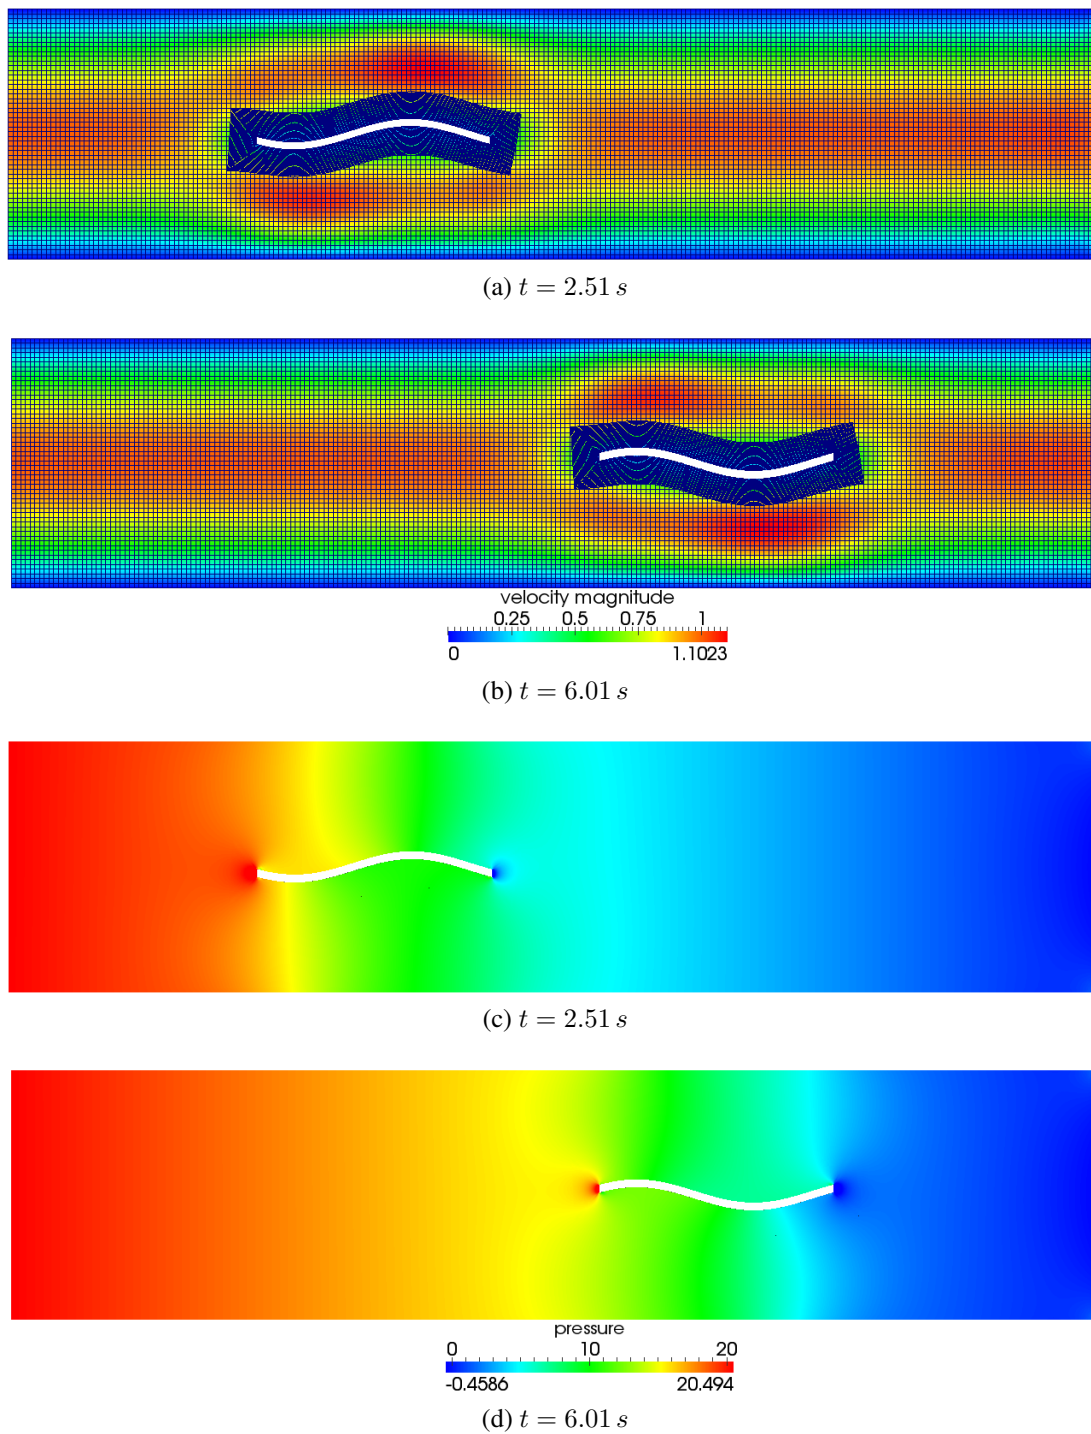 (a) t = 2.51 s
velocity magnitude
0.25 0.5 0.75 1
0 1.1023
(b) t = 6.01 s
(c) t = 2.51 s
pressure
0 10 20
-0.4586 20.494
(d) t = 6.01 s